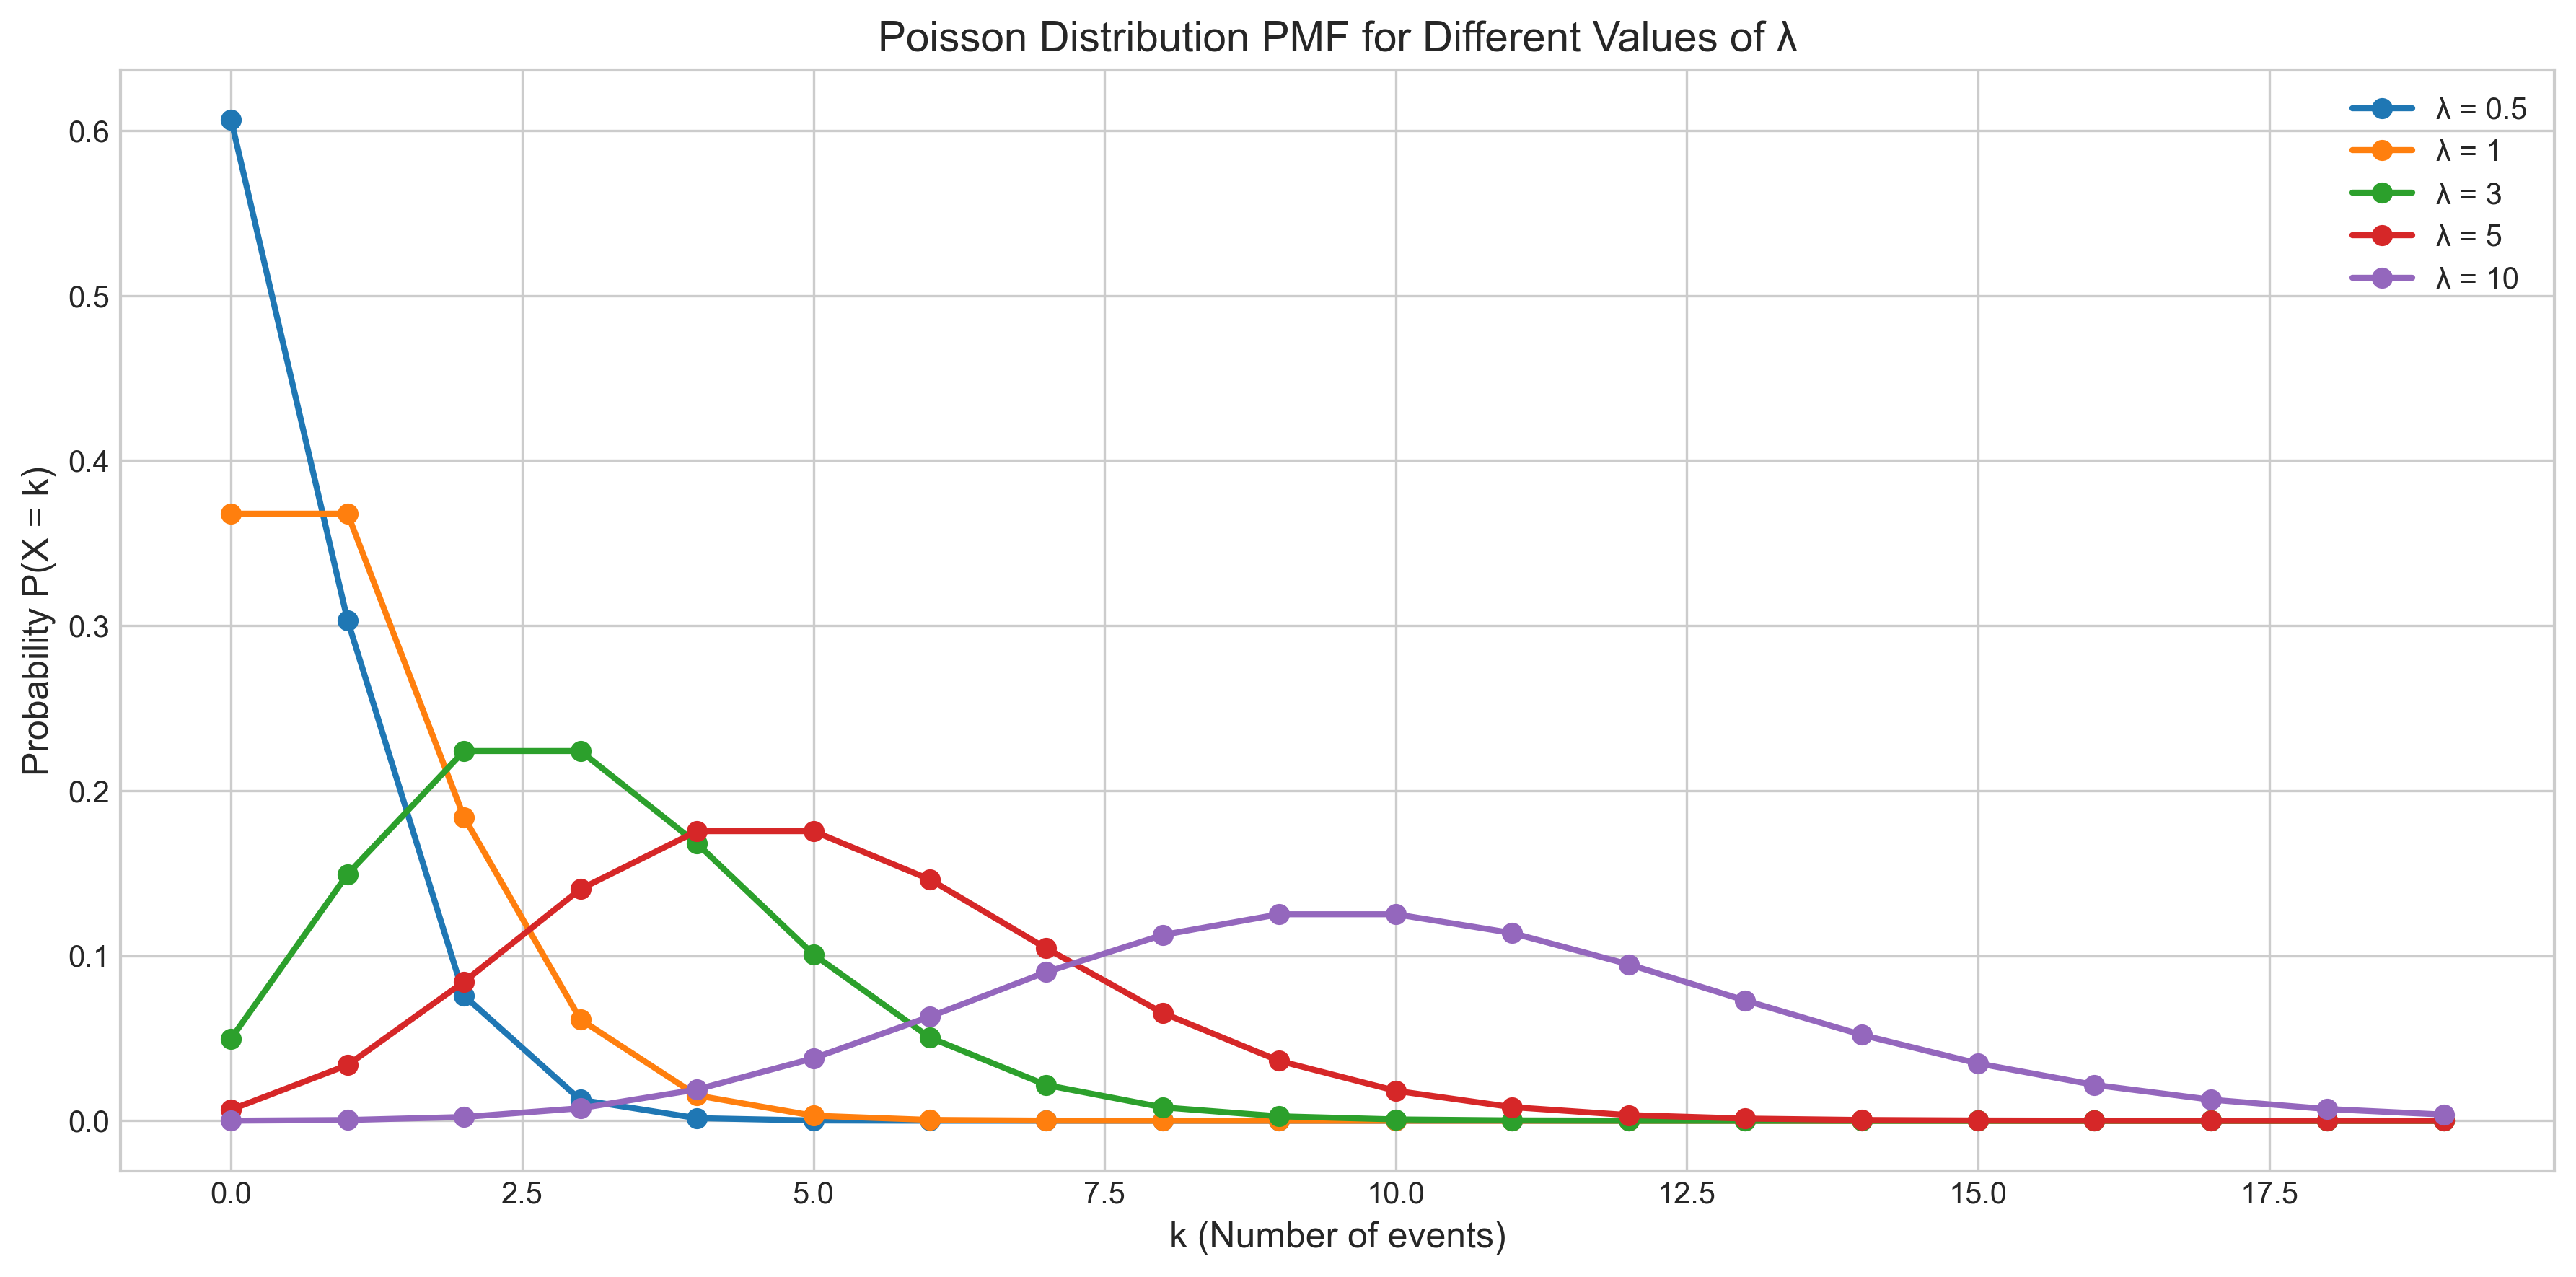 Poisson Distribution PMF for Different Values of λ
λ = 0.5
λ = 1
λ = 3
λ = 5
λ = 10
Probability P(X = k)
0.6
0.5
0.4
0.3
0.2
0.1
0.0
0.0 2.5 5.0 7.5 10.0 12.5 15.0 17.5
k (Number of events)